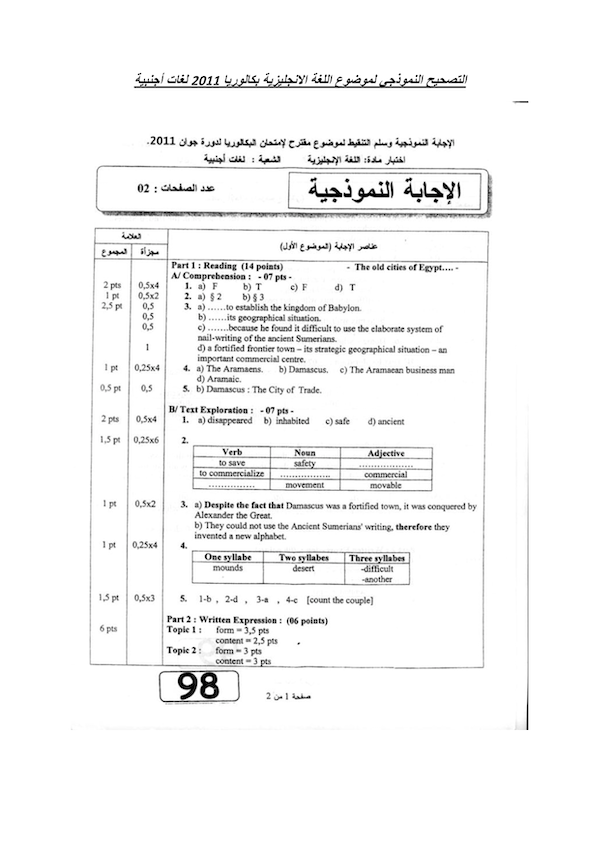 التصحيح النموذجي لموضوع اللغة الانجليزية بكالوريا 2011 لغات أجنبية
الإجابة النموذجية وسلم التنقيط لموضوع مقترح لإمتحان البكالوريا لدورة جوان 2011.
اختبار مادة: اللغة الإنجليزية الشعبة : لغات أجنبية
الإجابة النموذجية
عدد الصفحات : 02
عناصر الإجابة (الموضوع الأول)
العلامة
مجزأة المجموع
Part 1 : Reading (14 points) - The old cities of Egypt.... -
A/ Comprehension : - 07 pts -
2 pts 0,5x4 1. a) F b) T c) F d) T
1 pt 0,5x2 2. a) § 2 b) § 3
2,5 pt 0,5 3. a) ......to establish the kingdom of Babylon.
0,5 b) ......its geographical situation.
0,5 c) .......because he found it difficult to use the elaborate system of
nail-writing of the ancient Sumerians.
1 d) a fortified frontier town – its strategic geographical situation – an
important commercial centre.
1 pt 0,25x4 4. a) The Aramaens. b) Damascus. c) The Aramaean business man
d) Aramaic.
0,5 pt 0,5 5. b) Damascus : The City of Trade.
B/ Text Exploration : - 07 pts -
2 pts 0,5x4 1. a) disappeared b) inhabited c) safe d) ancient
1,5 pt 0,25x6 2.
Verb Noun Adjective
to save safety ..................
to commercialize ................. commercial
................ movement movable
1 pt 0,5x2 3. a) Despite the fact that Damascus was a fortified town, it was conquered by
Alexander the Great.
b) They could not use the Ancient Sumerians' writing, therefore they
invented a new alphabet.
1 pt 0,25x4 4.
One syllabe Two syllabes Three syllabes
mounds desert -difficult
-another
1,5 pt 0,5x3 5. 1-b , 2-d , 3-a , 4-c [count the couple]
Part 2 : Written Expression : (06 points)
6 pts Topic 1 : form = 3,5 pts
content = 2,5 pts
Topic 2 : form = 3 pts
content = 3 pts
98
صفحة 1 من 2